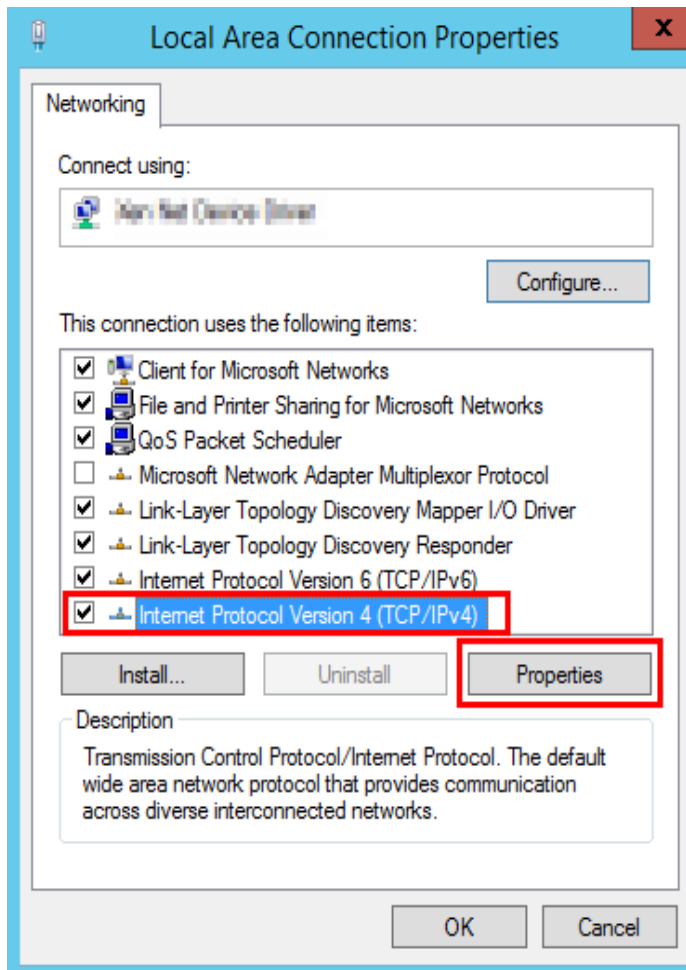 Local Area Connection Properties
x
Networking
Connect using:
Configure...
This connection uses the following items:
Client for Microsoft Networks
File and Printer Sharing for Microsoft Networks
QoS Packet Scheduler
Microsoft Network Adapter Multiplexor Protocol
Link-Layer Topology Discovery Mapper I/O Driver
Link-Layer Topology Discovery Responder
Internet Protocol Version 6 (TCP/IPv6)
Internet Protocol Version 4 (TCP/IPv4)
Install... Uninstall Properties
Description
Transmission Control Protocol/Internet Protocol. The default
wide area network protocol that provides communication
across diverse interconnected networks.
OK Cancel